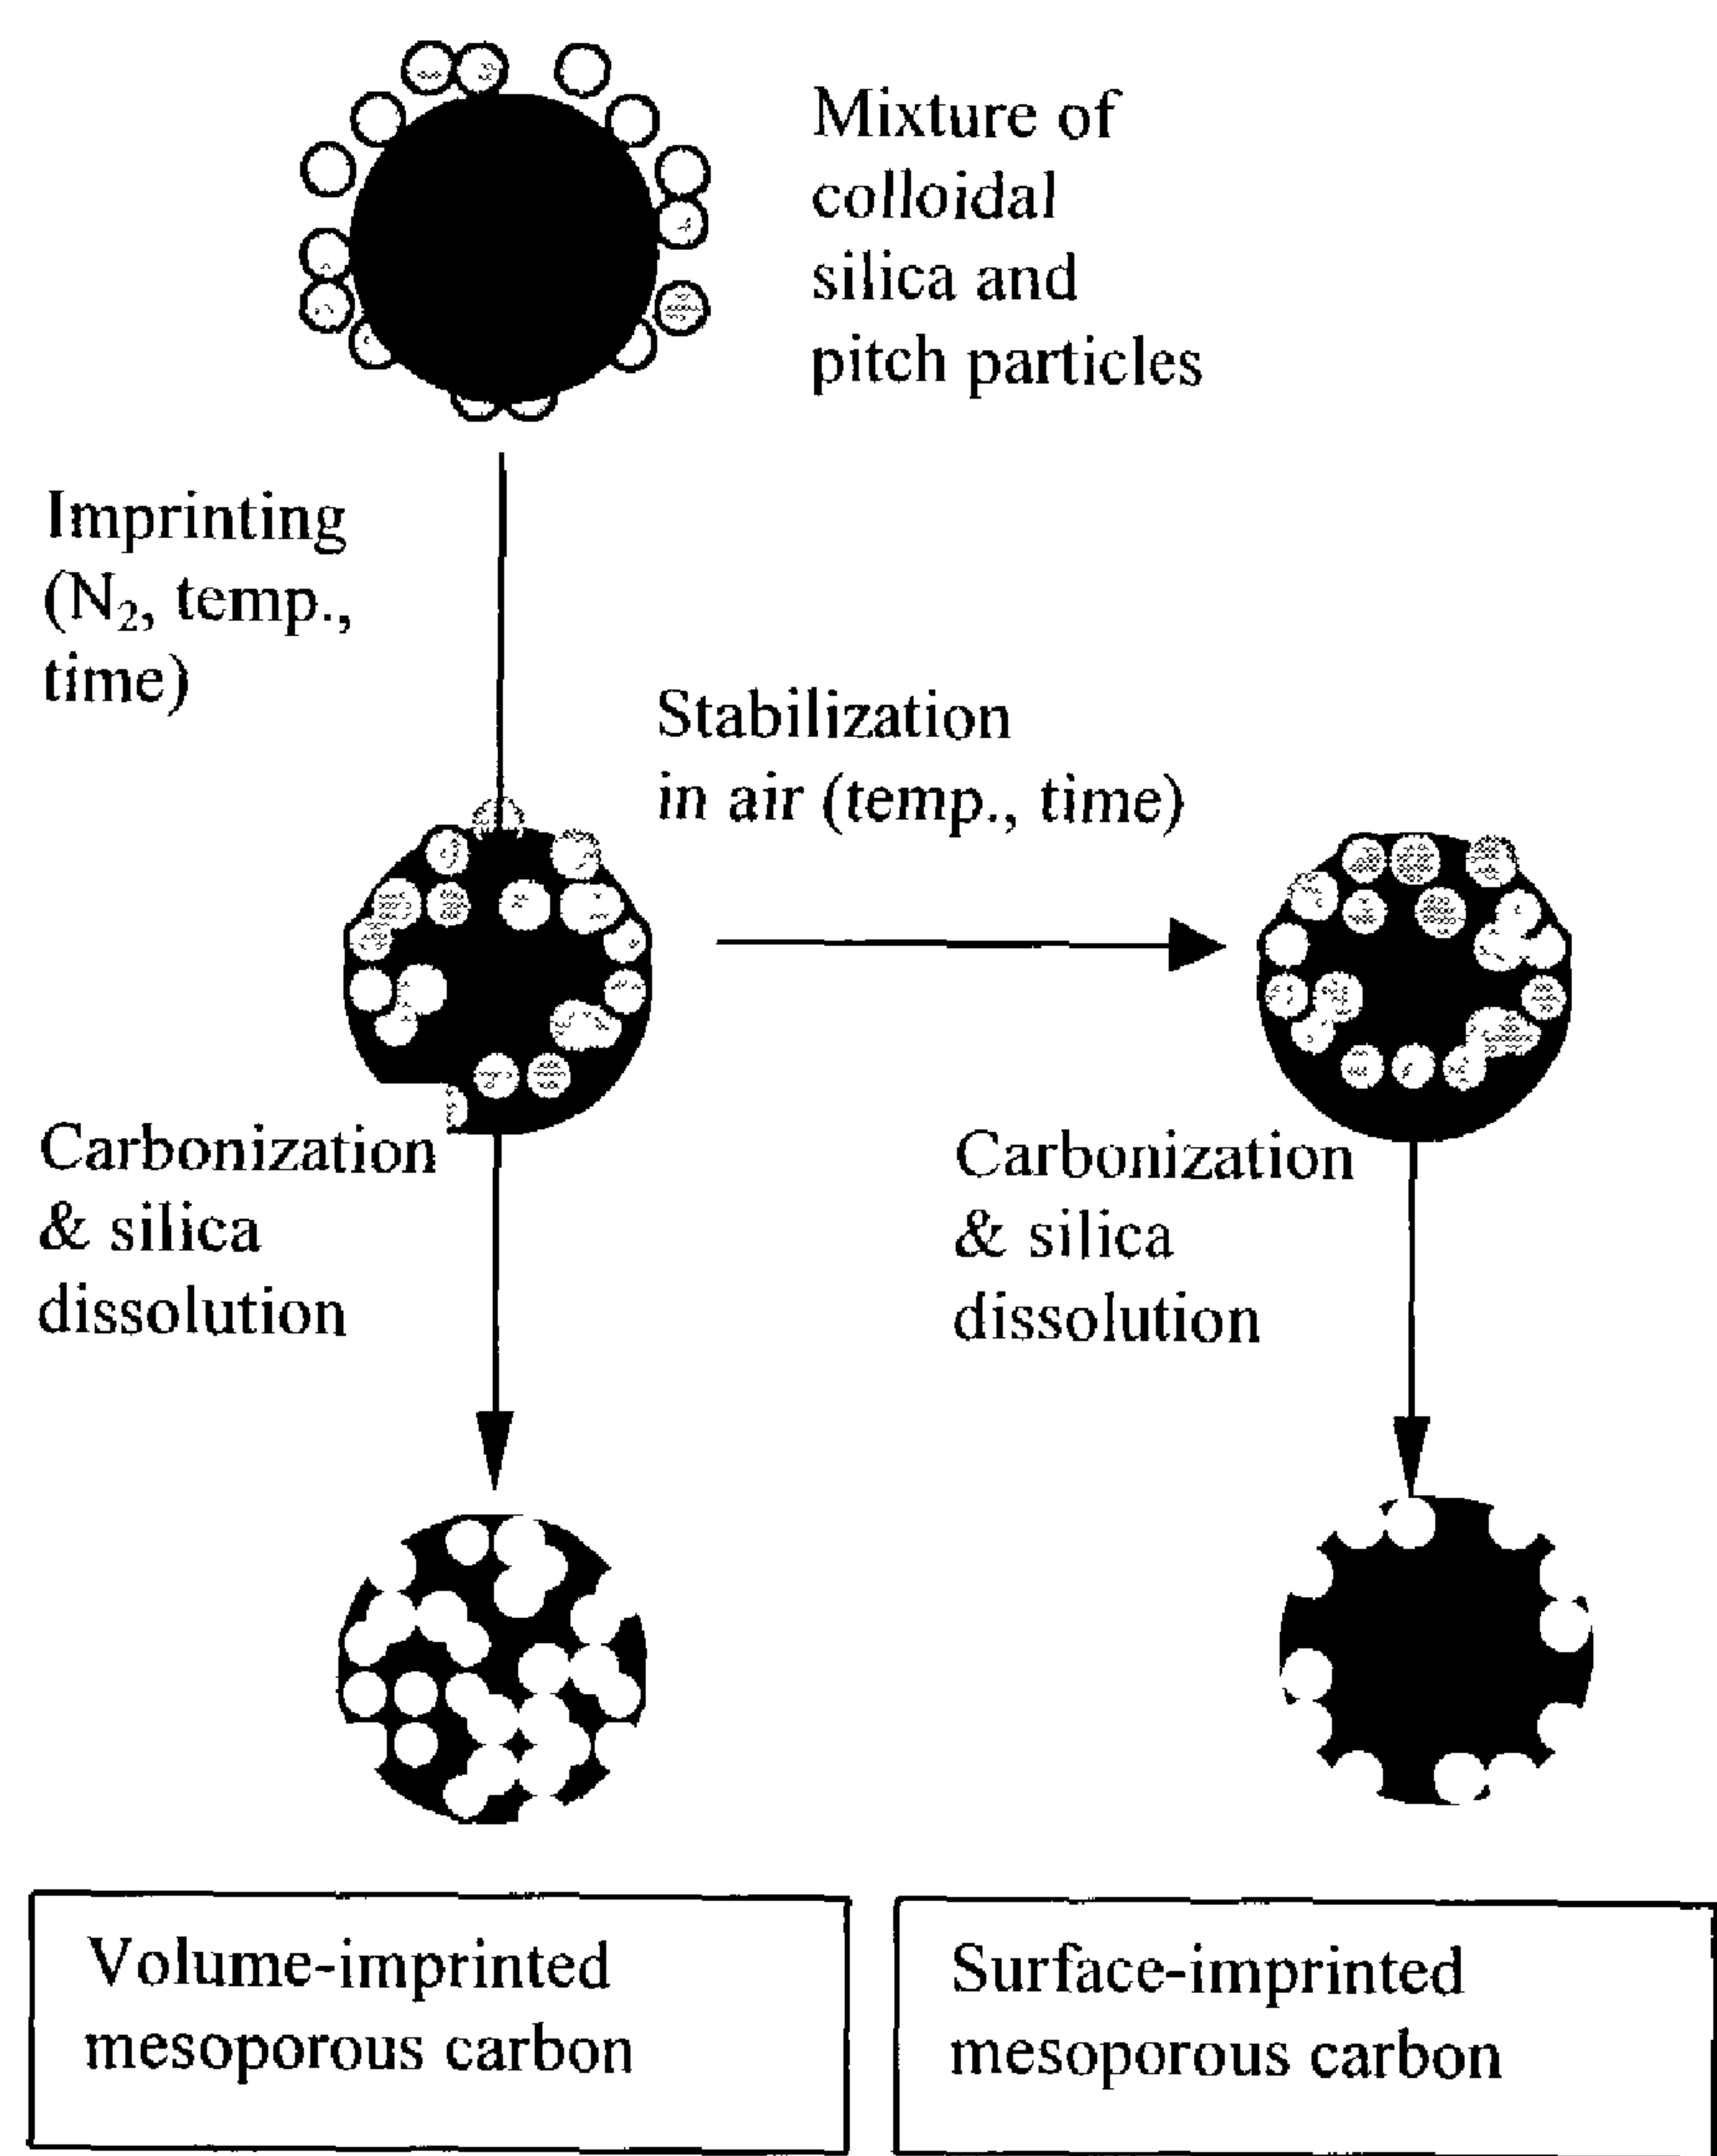 Mixture of
colloidal
silica and
pitch particles
Imprinting
(N₂, temp.,
time)
Stabilization
in air (temp., time)
Carbonization
& silica
dissolution
Carbonization
& silica
dissolution
Volume-imprinted
mesoporous carbon
Surface-imprinted
mesoporous carbon